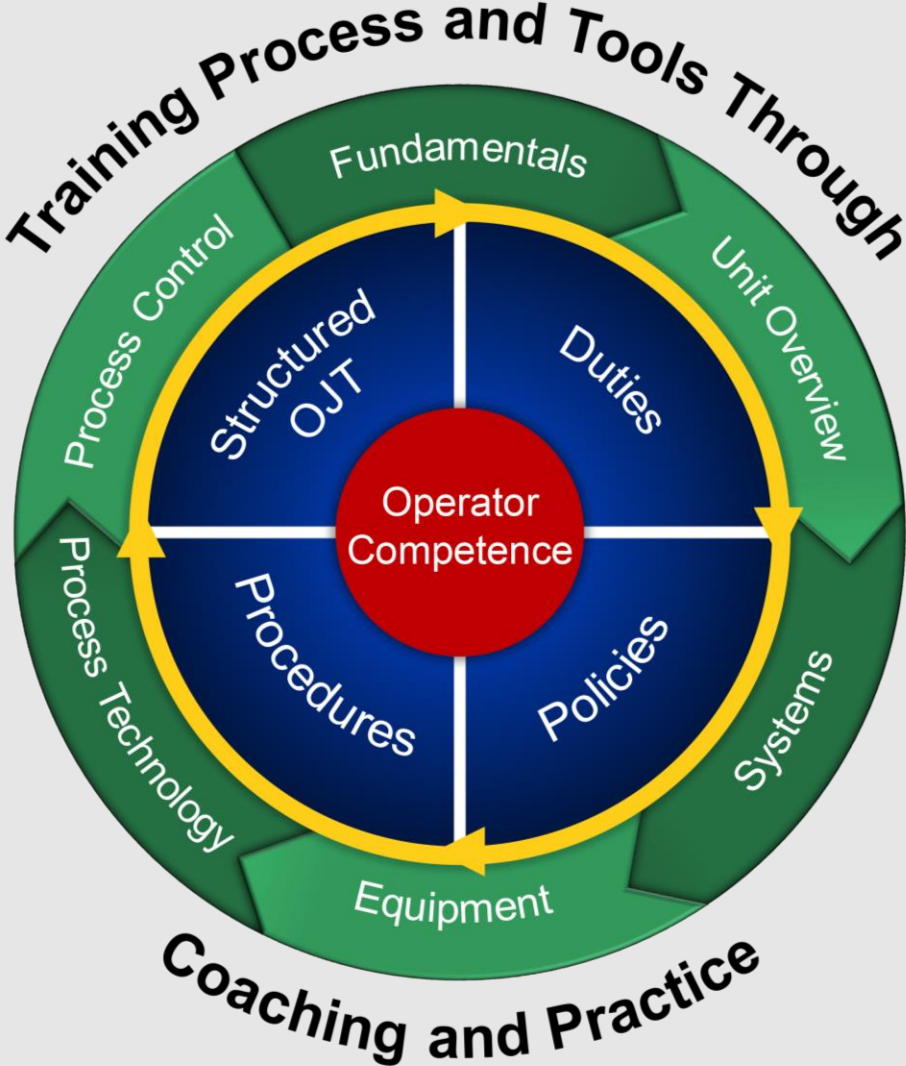 Training Process and Tools Through
Fundamentals
Unit Overview
Systems
Equipment
Process Technology
Process Control
Structured
OJT
Duties
Policies
Procedures
Operator
Competence
Coaching and Practice